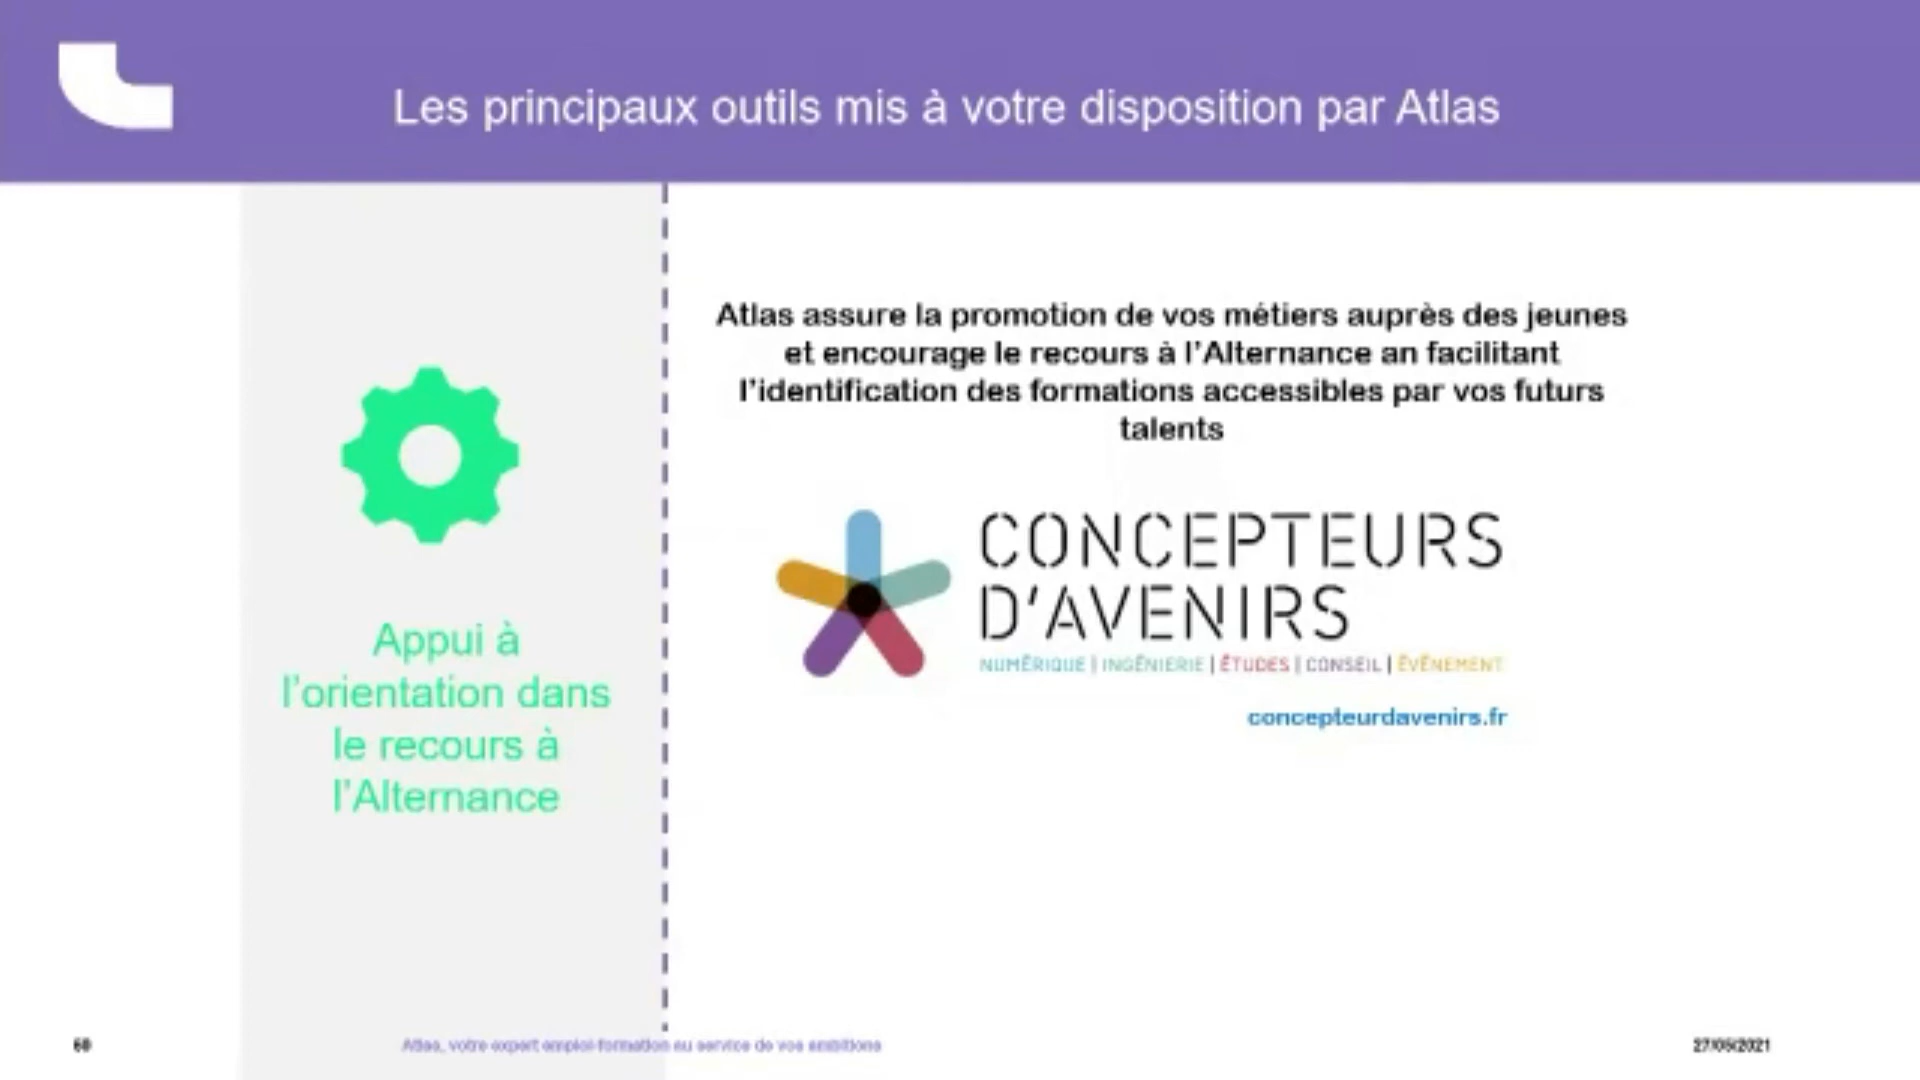 Les principaux outils mis à votre disposition par Atlas
Appui à
l'orientation dans
le recours à
l'Alternance
Atlas assure la promotion de vos métiers auprès des jeunes
et encourage le recours à l'Alternance an facilitant
l'identification des formations accessibles par vos futurs
talents
CONCEPTEURS
D'AVENIRS
NUMÉRIQUE | INGÉNIERIE | ÉTUDES | CONSEIL | ÉVÉNEMENT
concepteurdavenirs.fr
Atlas, votre expert emploi-formation au service de vos ambitions
27/05/2021